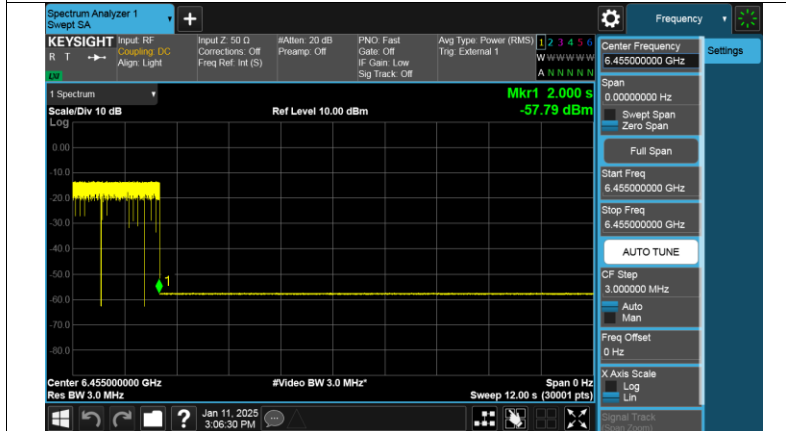 Spectrum Analyzer 1
Swept SA
+
Frequency
KEYSIGHT
R T
LXI
Input: RF
Coupling: DC
Align: Light
Input Z: 50 Ω
Corrections: Off
Freq Ref: Int (S)
#Atten: 20 dB
Preamp: Off
PNO: Fast
Gate: Off
IF Gain: Low
Sig Track: Off
Avg Type: Power (RMS)
Trig: External 1
1 2 3 4 5 6
W W W W W W
A N N N N N
1 Spectrum
Scale/Div 10 dB
Ref Level 10.00 dBm
Mkr1 2.000 s
-57.79 dBm
Log
0.00
-10.0
-20.0
-30.0
-40.0
-50.0
-60.0
-70.0
-80.0
1
Center 6.455000000 GHz
Res BW 3.0 MHz
#Video BW 3.0 MHz*
Span 0 Hz
Sweep 12.00 s (30001 pts)
?
Jan 11, 2025
3:06:30 PM
Center Frequency
6.455000000 GHz
Settings
Span
0.00000000 Hz
Swept Span
Zero Span
Full Span
Start Freq
6.455000000 GHz
Stop Freq
6.455000000 GHz
AUTO TUNE
CF Step
3.000000 MHz
Auto
Man
Freq Offset
0 Hz
X Axis Scale
Log
Lin
Signal Track
(Span Zoom)